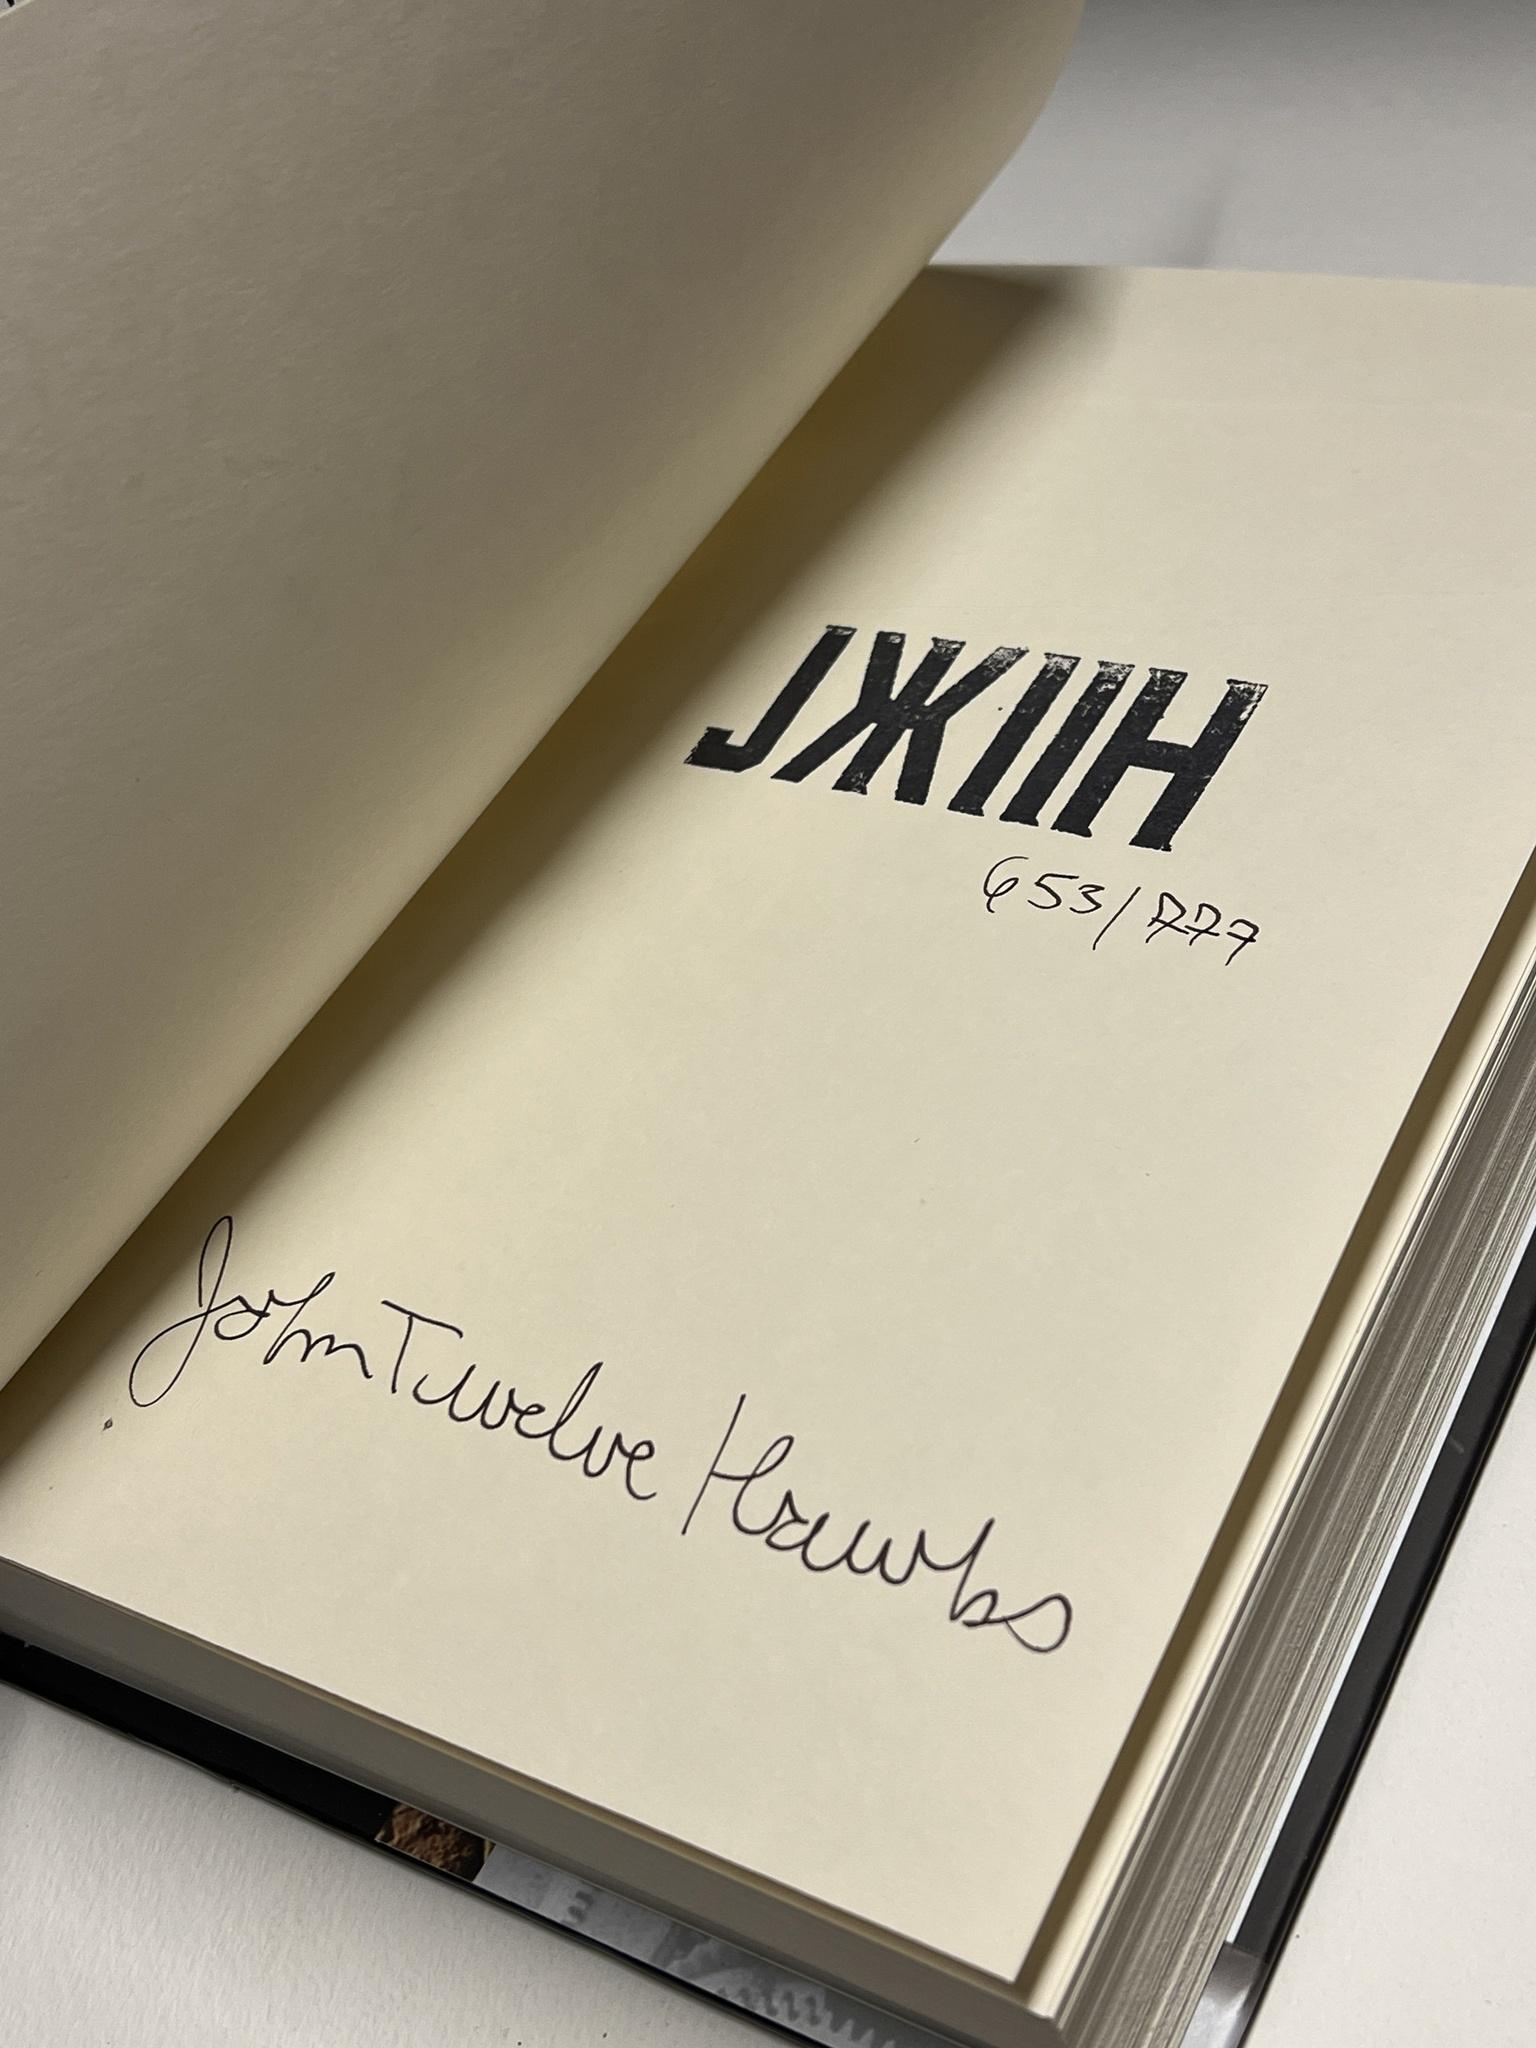 JXIIH
653/777
John Twelve Hawks